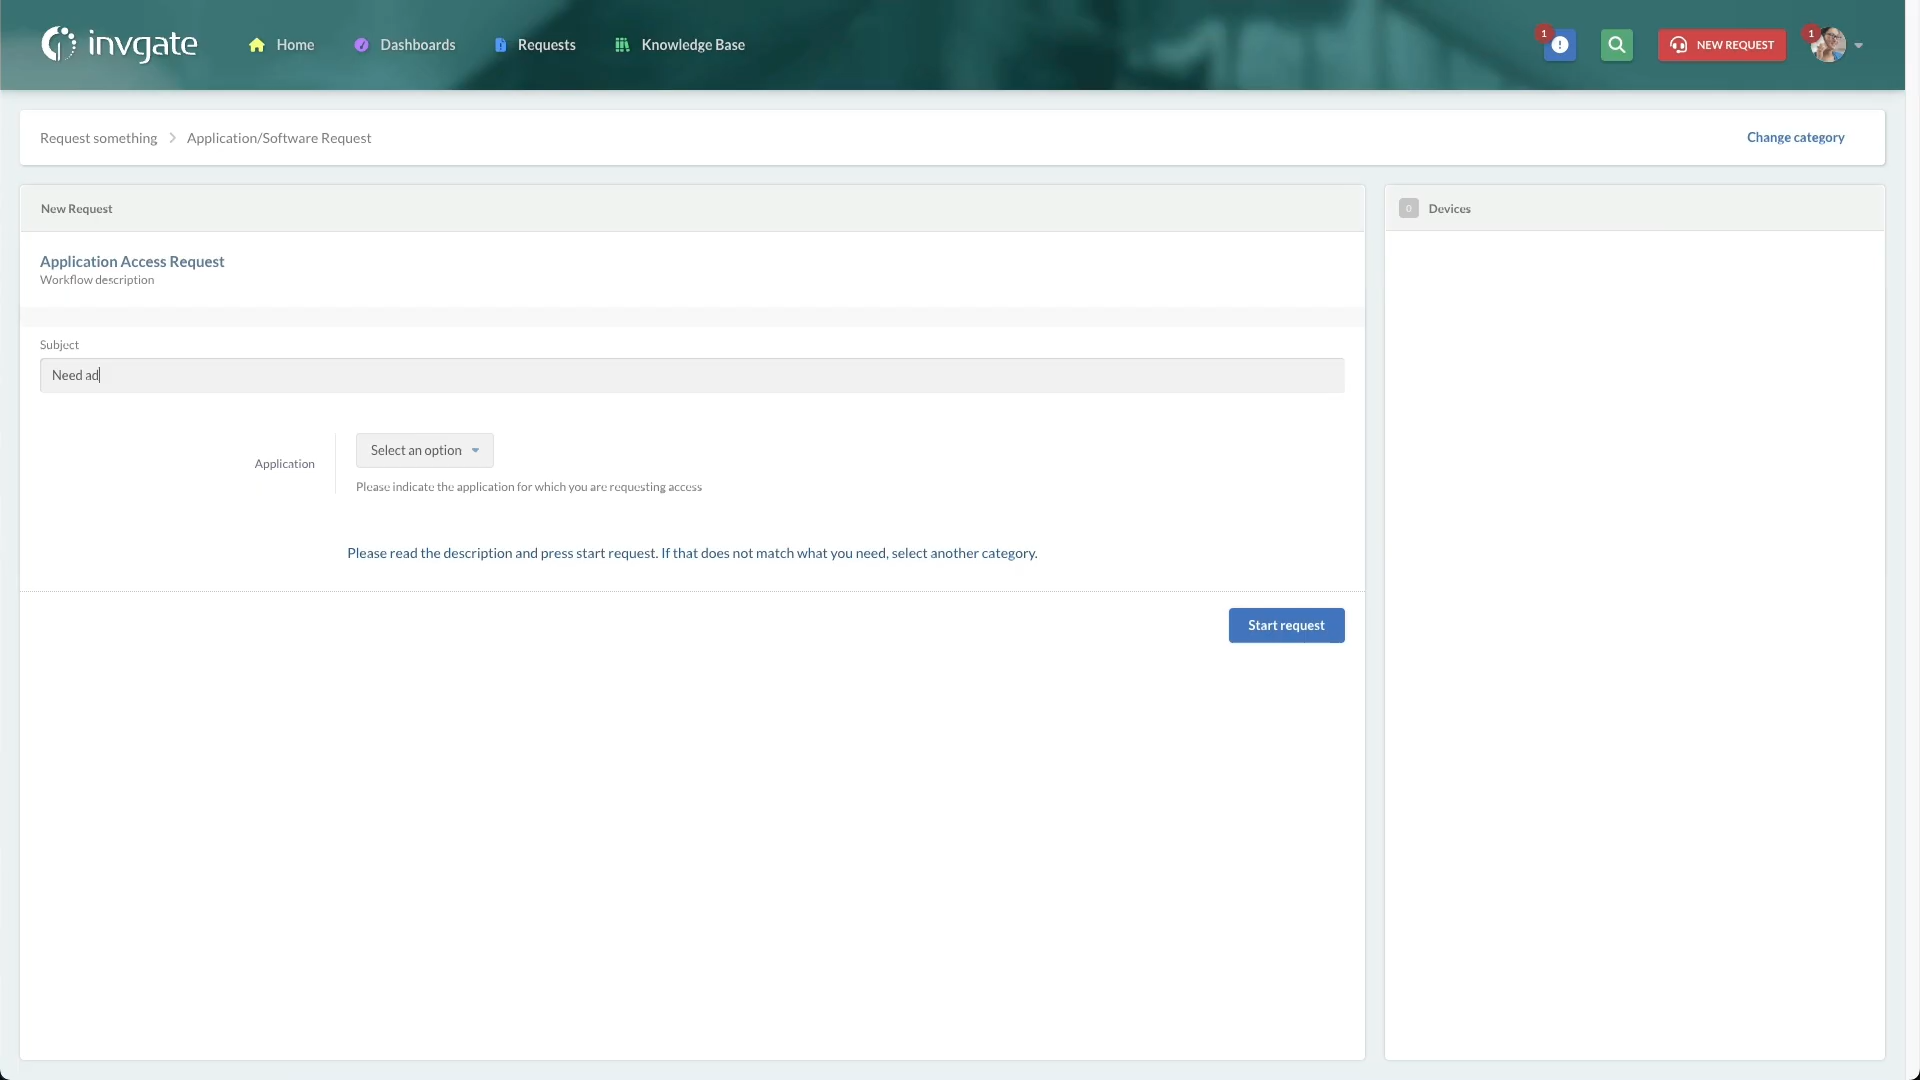 invgate
Home
Dashboards
Requests
Knowledge Base
1
NEW REQUEST
1
Request something
Application/Software Request
Change category
New Request
0
Devices
Application Access Request
Workflow description
Subject
Need ad
Application
Select an option
Please indicate the application for which you are requesting access
Please read the description and press start request. If that does not match what you need, select another category.
Start request